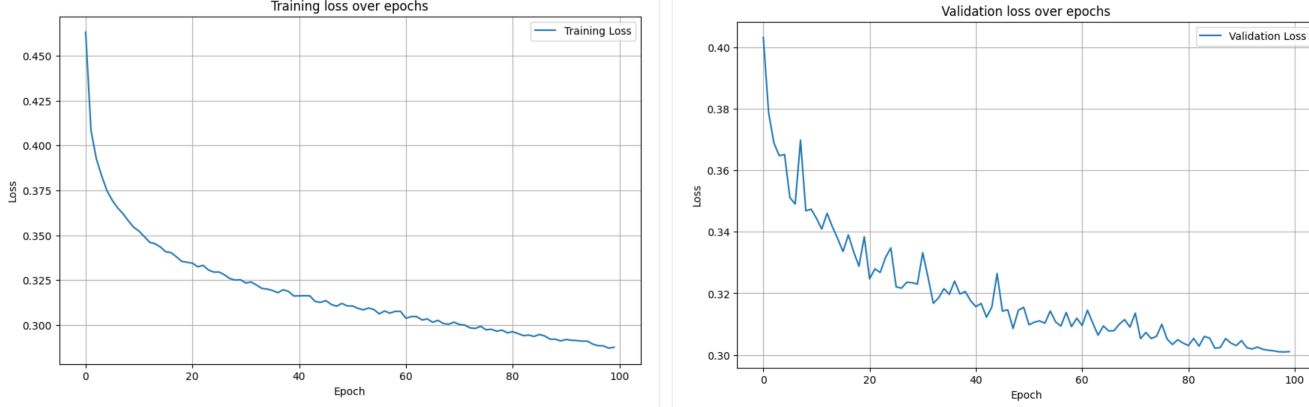 Training loss over epochs
Training Loss
0.450
0.425
0.400
0.375
0.350
0.325
0.300
Loss
0 20 40 60 80 100
Epoch
Validation loss over epochs
Validation Loss
0.40
0.38
0.36
0.34
0.32
0.30
Loss
0 20 40 60 80 100
Epoch